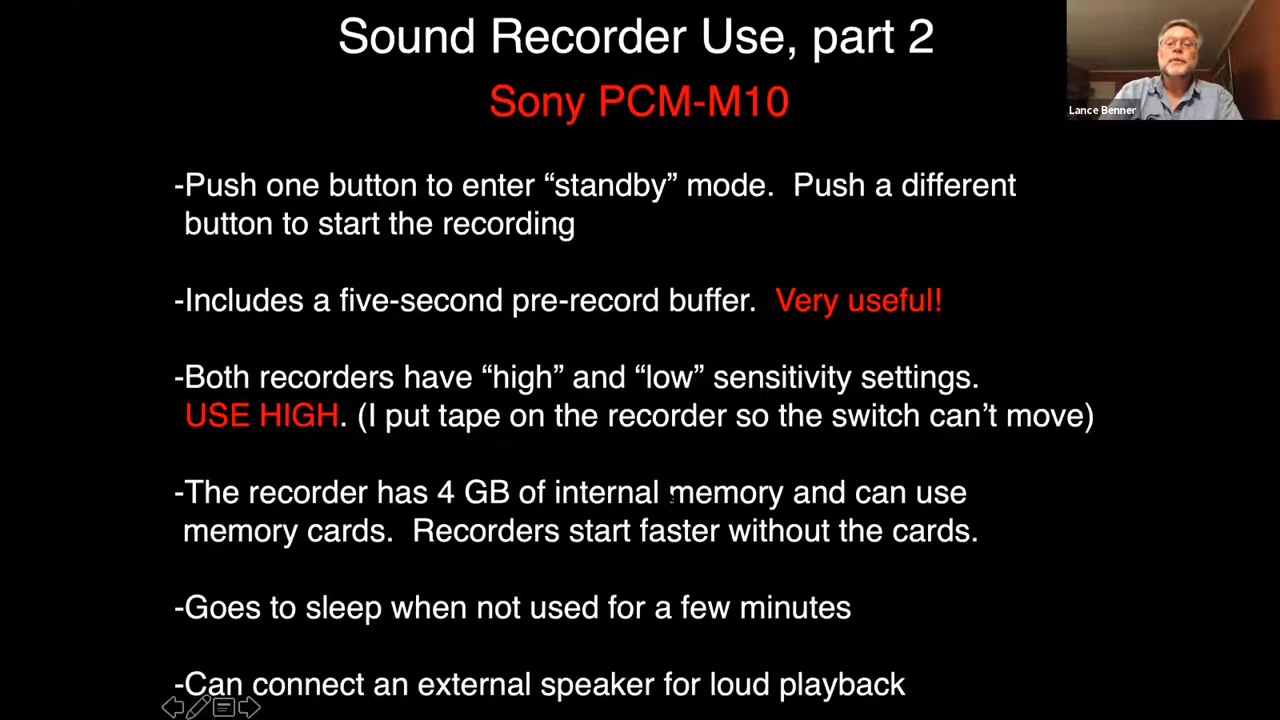 Sound Recorder Use, part 2
Sony PCM-M10
Lance Benner
-Push one button to enter “standby” mode.  Push a different
button to start the recording
-Includes a five-second pre-record buffer.  Very useful!
-Both recorders have “high” and “low” sensitivity settings.
USE HIGH. (I put tape on the recorder so the switch can’t move)
-The recorder has 4 GB of internal memory and can use
memory cards.  Recorders start faster without the cards.
-Goes to sleep when not used for a few minutes
-Can connect an external speaker for loud playback